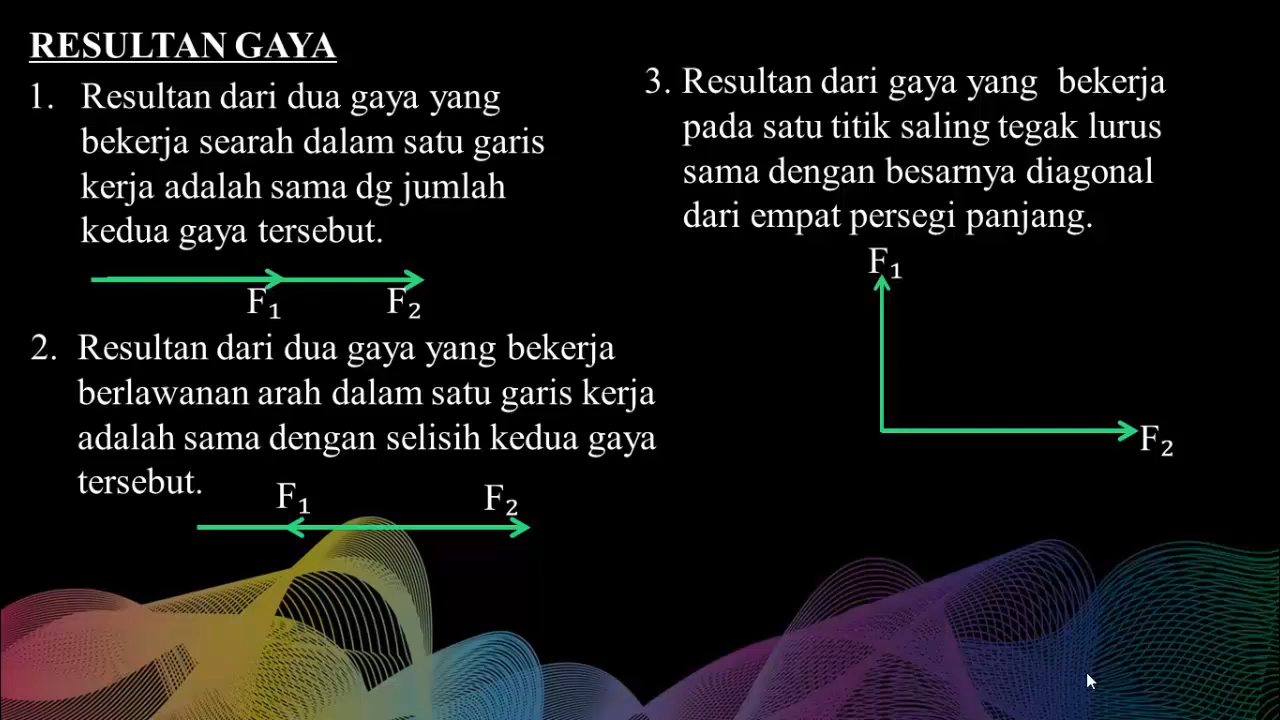 RESULTAN GAYA
1. Resultan dari dua gaya yang
bekerja searah dalam satu garis
kerja adalah sama dg jumlah
kedua gaya tersebut.
F₁ F₂
2. Resultan dari dua gaya yang bekerja
berlawanan arah dalam satu garis kerja
adalah sama dengan selisih kedua gaya
tersebut.
F₁ F₂
3. Resultan dari gaya yang bekerja
pada satu titik saling tegak lurus
sama dengan besarnya diagonal
dari empat persegi panjang.
F₁
F₂